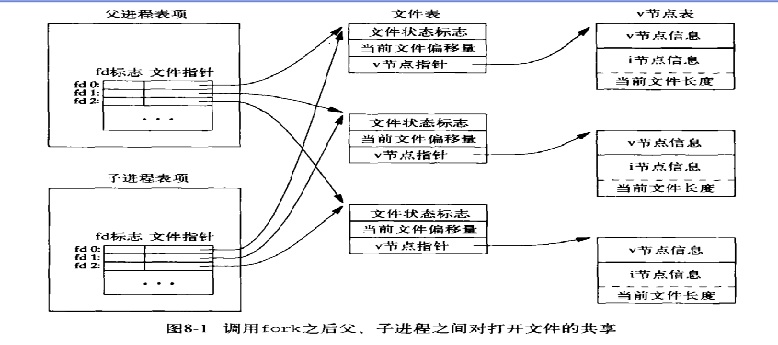 父进程表项
fd标志 文件指针
fd 0:
fd 1:
fd 2:
···
子进程表项
fd标志 文件指针
fd 0:
fd 1:
fd 2:
···
文件表
文件状态标志
当前文件偏移量
v节点指针
文件状态标志
当前文件偏移量
v节点指针
文件状态标志
当前文件偏移量
v节点指针
v节点表
v节点信息
i节点信息
当前文件长度
v节点信息
i节点信息
当前文件长度
v节点信息
i节点信息
当前文件长度
图8-1 调用fork之后父、子进程之间对打开文件的共享